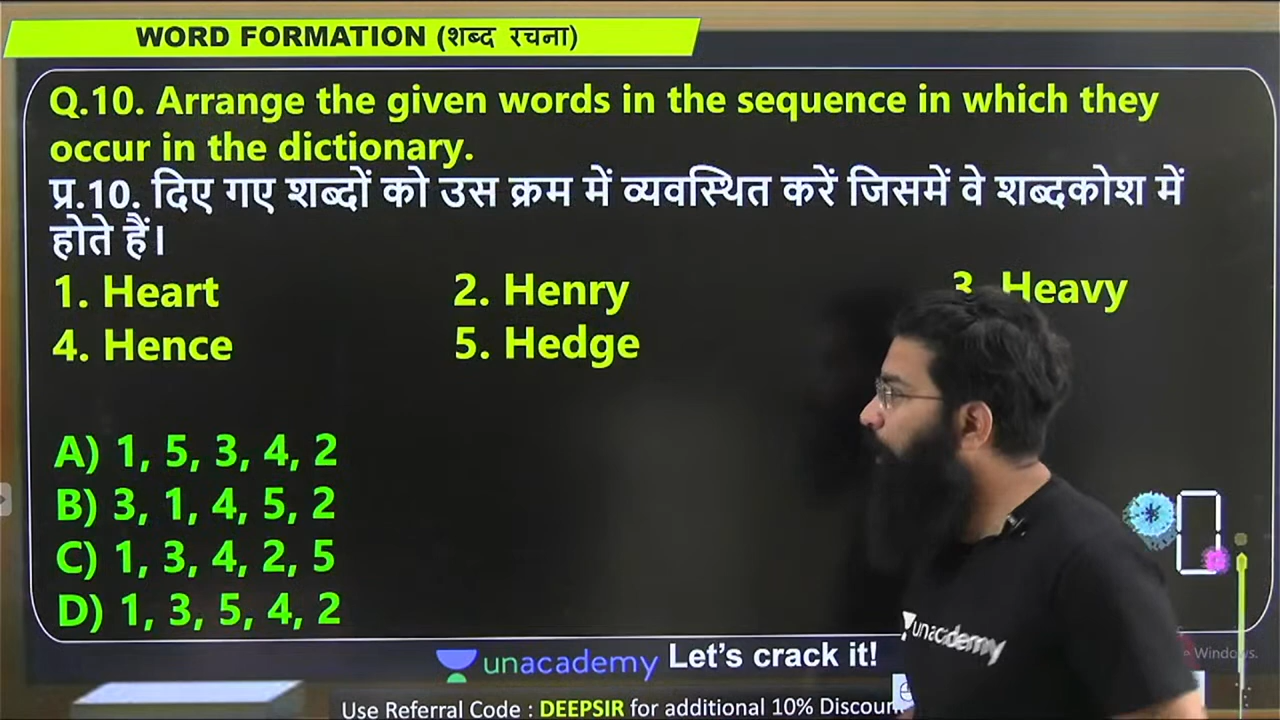 WORD FORMATION (शब्द रचना)
Q.10. Arrange the given words in the sequence in which they
occur in the dictionary.
प्र.10. दिए गए शब्दों को उस क्रम में व्यवस्थित करें जिसमें वे शब्दकोश में
होते हैं।
1. Heart 2. Henry 3. Heavy
4. Hence 5. Hedge
A) 1, 5, 3, 4, 2
B) 3, 1, 4, 5, 2
C) 1, 3, 4, 2, 5
D) 1, 3, 5, 4, 2
unacademy
unacademy Let's crack it!
Windows.
Use Referral Code : DEEPSIR for additional 10% Discoun